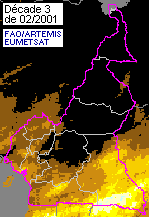 Décade 3
de 02/2001
FAO/ARTEMIS
EUMETSAT